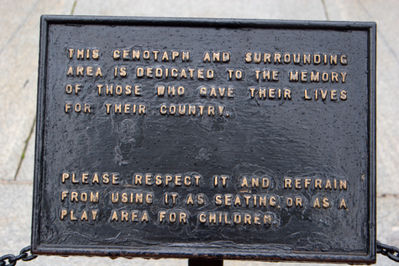 THIS CENOTAPH AND SURROUNDING
AREA IS DEDICATED TO THE MEMORY
OF THOSE WHO GAVE THEIR LIVES
FOR THEIR COUNTRY.
PLEASE RESPECT IT AND REFRAIN
FROM USING IT AS SEATING OR AS A
PLAY AREA FOR CHILDREN.